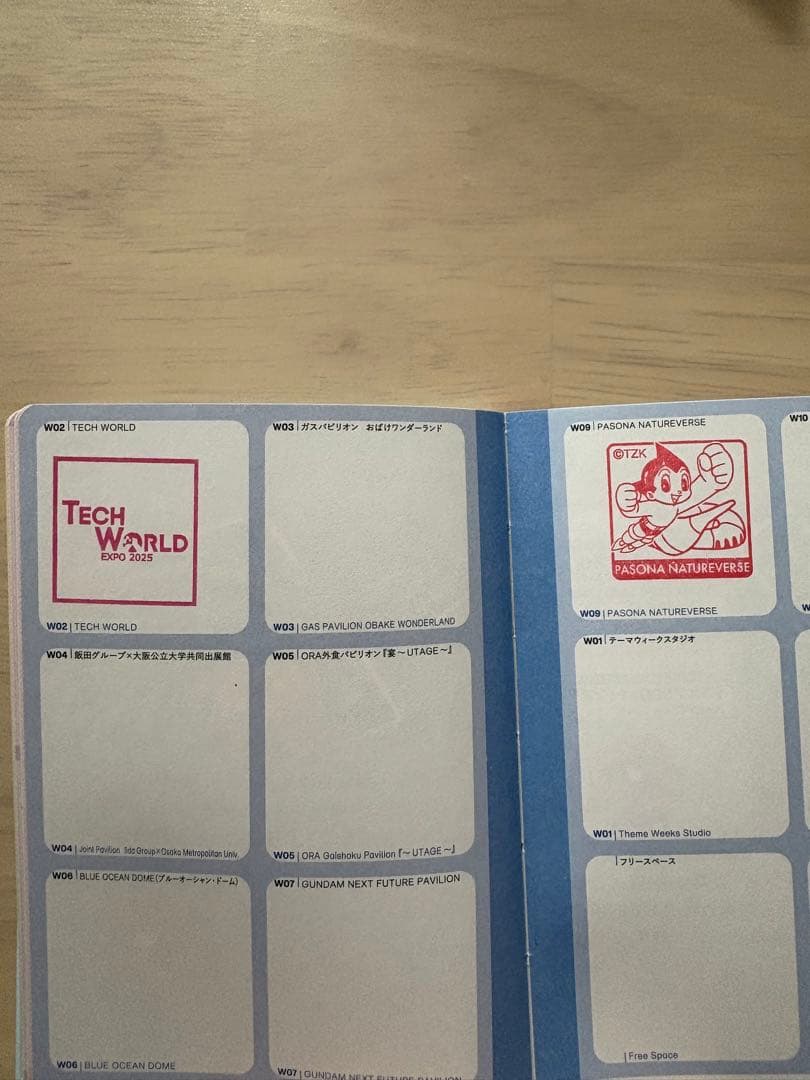 W02 | TECH WORLD
TECH
WORLD
EXPO 2025
W02 | TECH WORLD
W03 | ガスパビリオン おばけワンダーランド
W03 | GAS PAVILION OBAKE WONDERLAND
W04 | 飯田グループ×大阪公立大学共同出展館
W04 | Joint Pavilion Iida Group×Osaka Metropolitan Univ.
W05 | ORA外食パビリオン『宴～UTAGE～』
W05 | ORA Gaishoku Pavilion『～UTAGE～』
W06 | BLUE OCEAN DOME(ブルーオーシャン・ドーム)
W06 | BLUE OCEAN DOME
W07 | GUNDAM NEXT FUTURE PAVILION
W07 | GUNDAM NEXT FUTURE PAVILION
W09 | PASONA NATUREVERSE
©TZK
PASONA NATUREVERSE
W09 | PASONA NATUREVERSE
W10
W01 | テーマウィークスタジオ
W01 | Theme Weeks Studio
| フリースペース
| Free Space